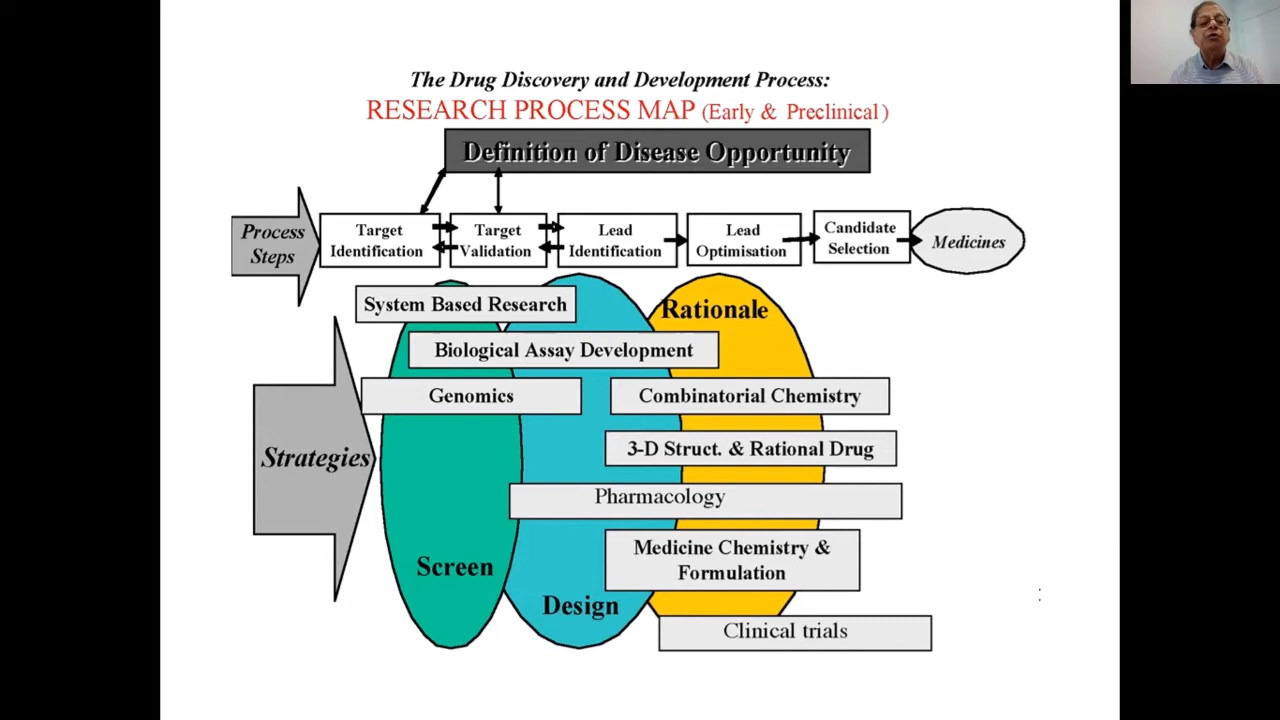 The Drug Discovery and Development Process:
RESEARCH PROCESS MAP (Early & Preclinical)
Definition of Disease Opportunity
Process
Steps
Target
Identification
Target
Validation
Lead
Identification
Lead
Optimisation
Candidate
Selection
Medicines
System Based Research
Rationale
Biological Assay Development
Genomics
Combinatorial Chemistry
3-D Struct. & Rational Drug
Strategies
Pharmacology
Medicine Chemistry &
Formulation
Screen
Design
Clinical trials